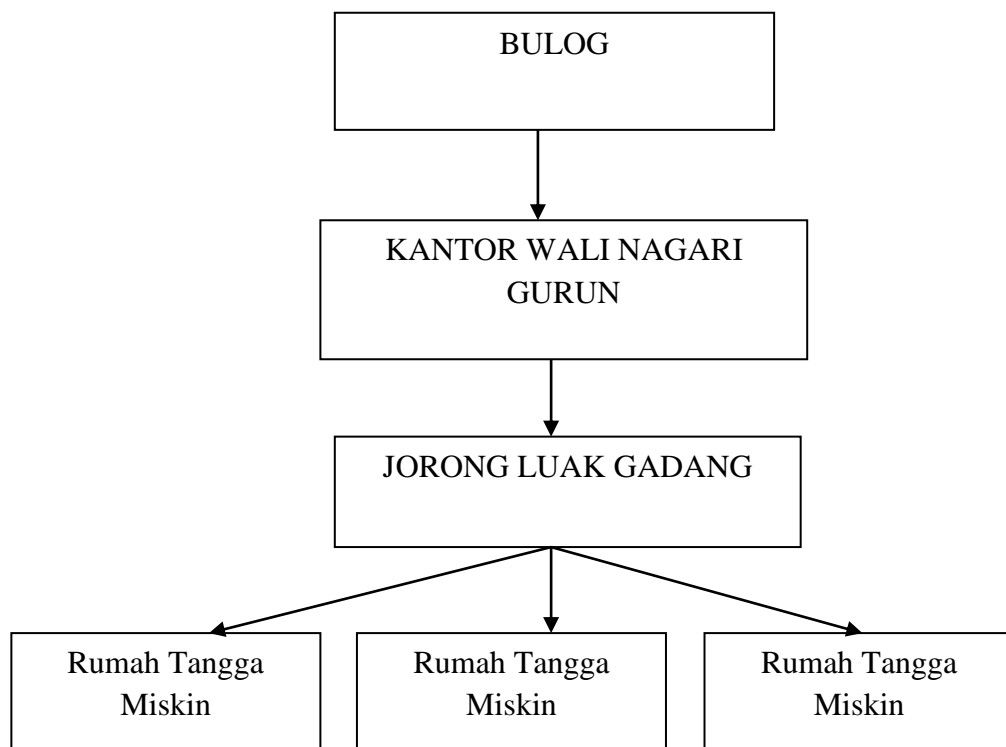 BULOG
KANTOR WALI NAGARI
GURUN
JORONG LUAK GADANG
Rumah Tangga
Miskin
Rumah Tangga
Miskin
Rumah Tangga
Miskin